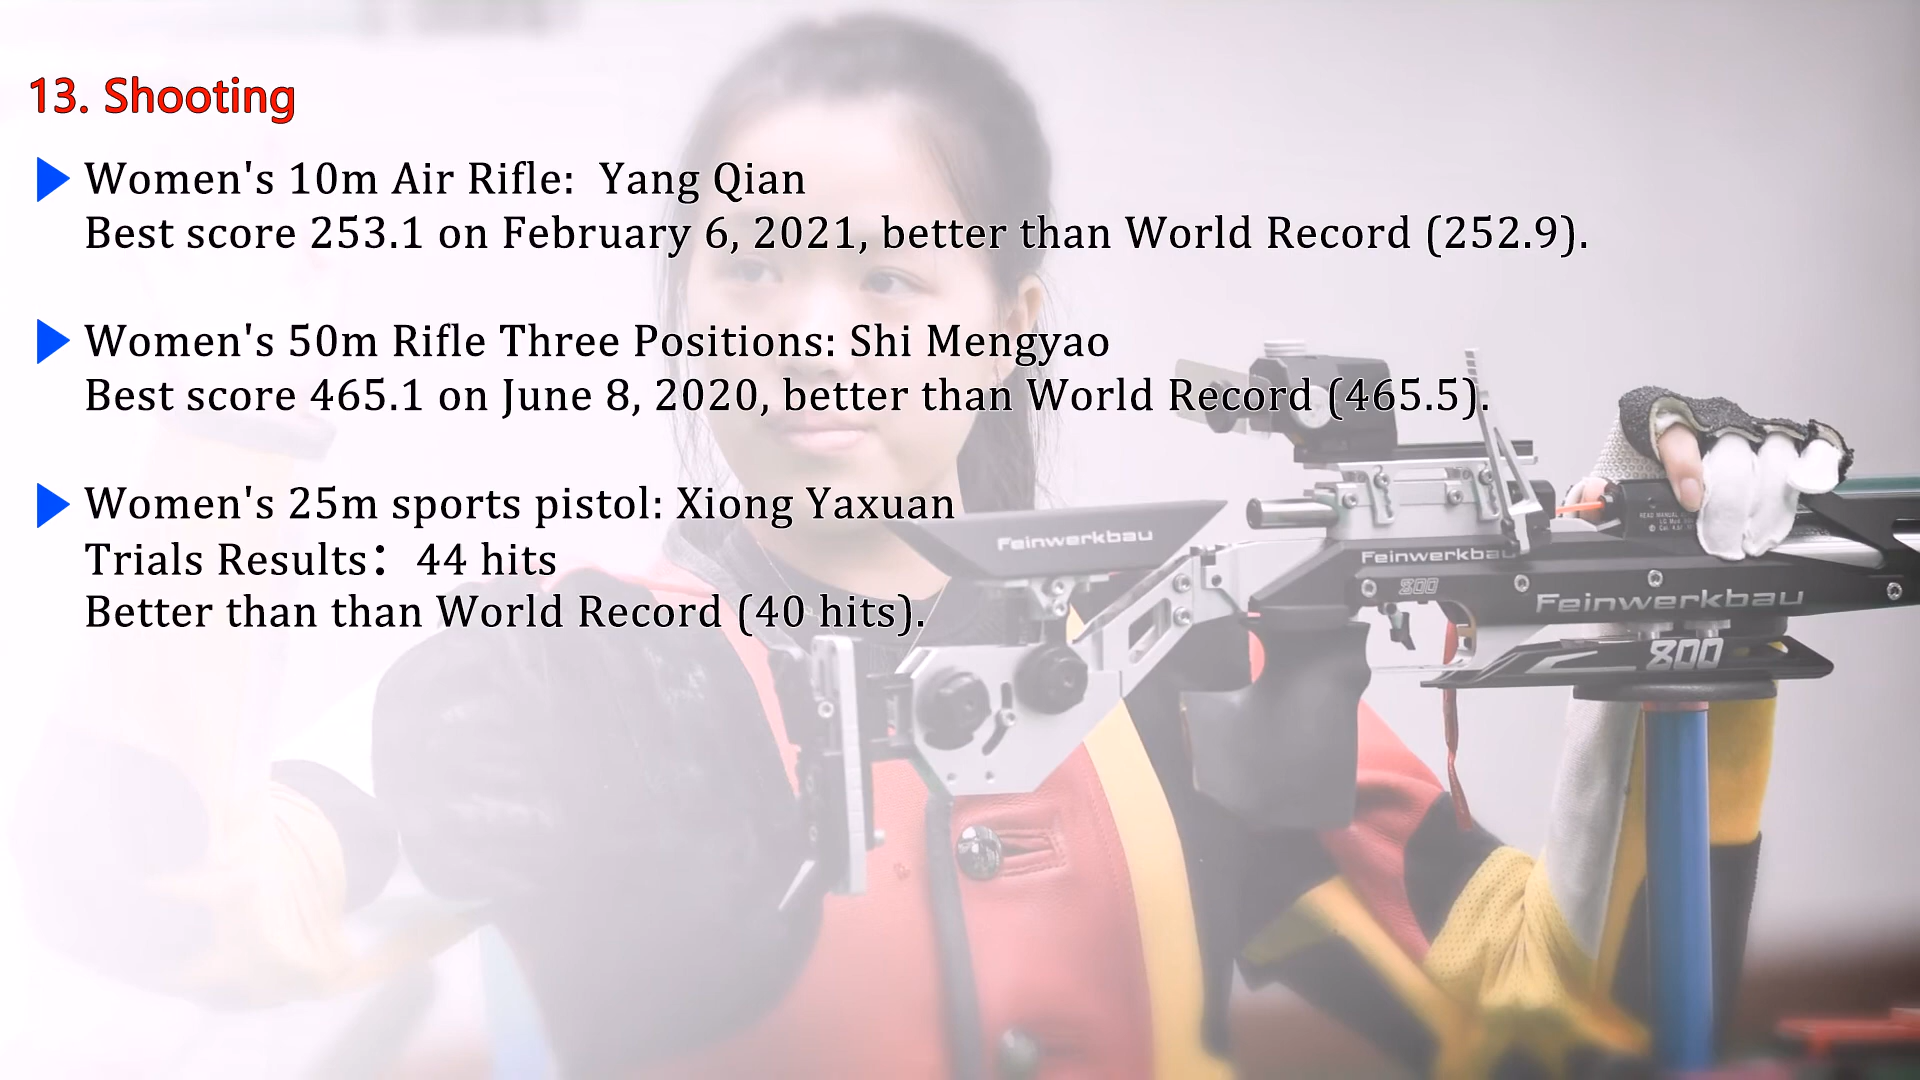 13. Shooting
Women's 10m Air Rifle:  Yang Qian
Best score 253.1 on February 6, 2021, better than World Record (252.9).
Women's 50m Rifle Three Positions: Shi Mengyao
Best score 465.1 on June 8, 2020, better than World Record (465.5).
Women's 25m sports pistol: Xiong Yaxuan
Trials Results：44 hits
Better than than World Record (40 hits).
Feinwerkbau
Feinwerkbau
800
Feinwerkbau
800